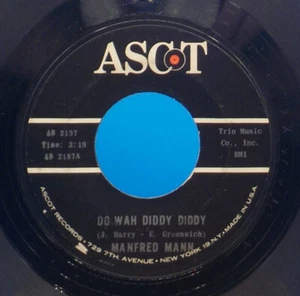 ASCOT
AS 2157
Time: 2:19
AS 2157A
Trio Music
Co., Inc.
BMI
DO WAH DIDDY DIDDY
(J. Barry - E. Greenwich)
MANFRED MANN
ASCOT RECORDS • 729 7TH. AVENUE • NEW YORK 19, N.Y. MADE IN U.S.A.